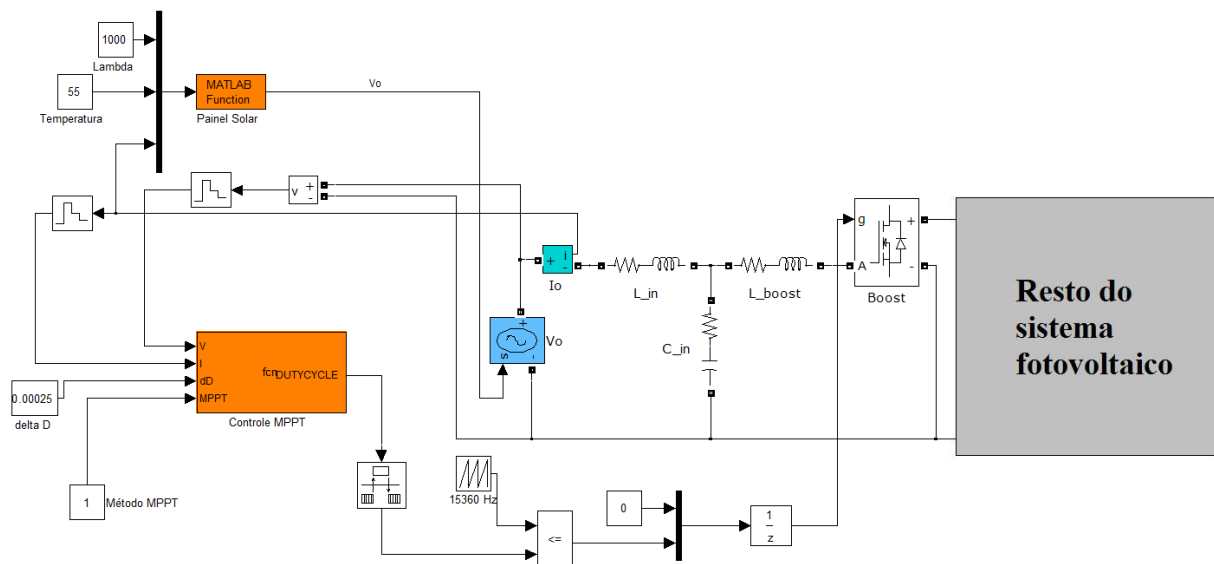 1000
Lambda
55
Temperatura
MATLAB
Function
Painel Solar
Vo
v
+
-
i
+
-
Io
L_in
L_boost
C_in
g
A
+
-
Boost
Resto do
sistema
fotovoltaico
+
-
s
Vo
V
I
dD
MPPT
fcn
DUTYCYCLE
Controle MPPT
0.00025
delta D
1
Método MPPT
15360 Hz
<=
0
1
z